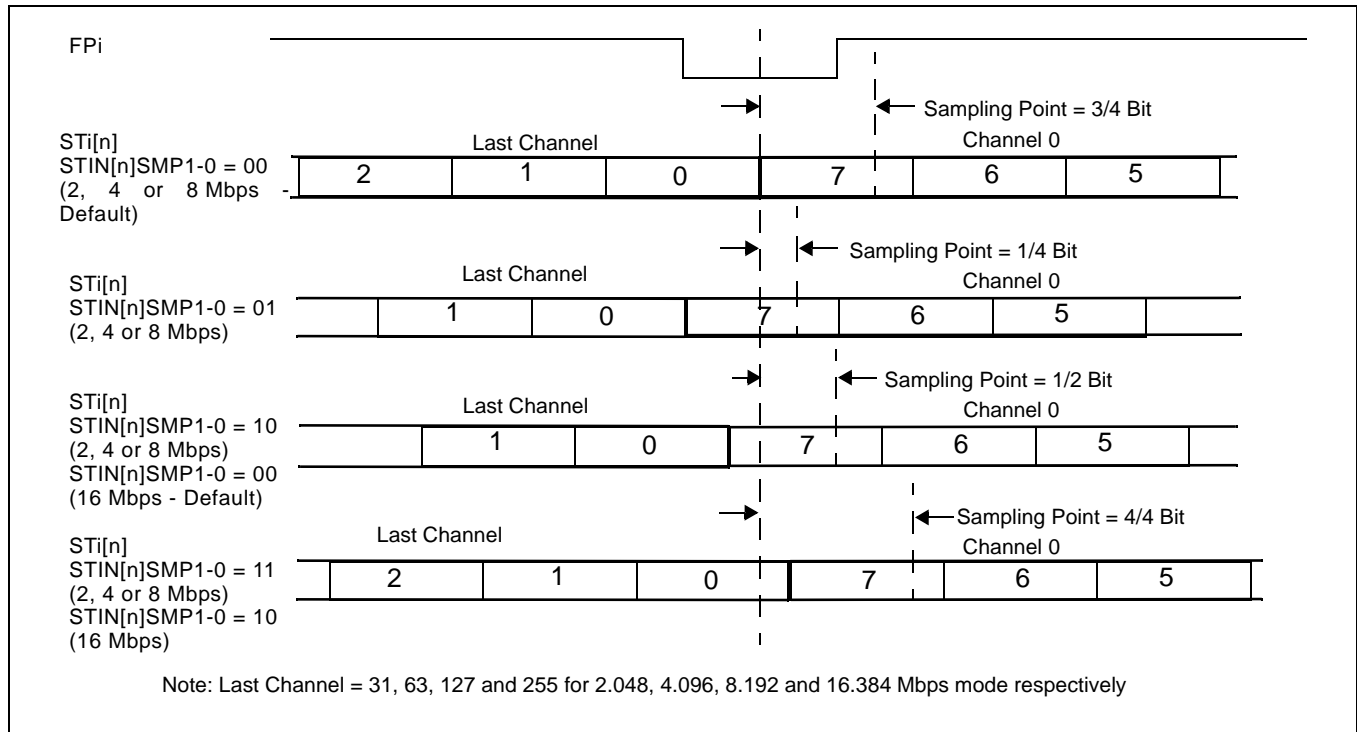 FPi
Sampling Point = 3/4 Bit
STi[n]
STIN[n]SMP1-0 = 00
(2, 4 or 8 Mbps -
Default)
Last Channel
Channel 0
2 1 0 7 6 5
Sampling Point = 1/4 Bit
STi[n]
STIN[n]SMP1-0 = 01
(2, 4 or 8 Mbps)
Last Channel
Channel 0
1 0 7 6 5
Sampling Point = 1/2 Bit
STi[n]
STIN[n]SMP1-0 = 10
(2, 4 or 8 Mbps)
STIN[n]SMP1-0 = 00
(16 Mbps - Default)
Last Channel
Channel 0
1 0 7 6 5
Sampling Point = 4/4 Bit
STi[n]
STIN[n]SMP1-0 = 11
(2, 4 or 8 Mbps)
STIN[n]SMP1-0 = 10
(16 Mbps)
Last Channel
Channel 0
2 1 0 7 6 5
Note: Last Channel = 31, 63, 127 and 255 for 2.048, 4.096, 8.192 and 16.384 Mbps mode respectively